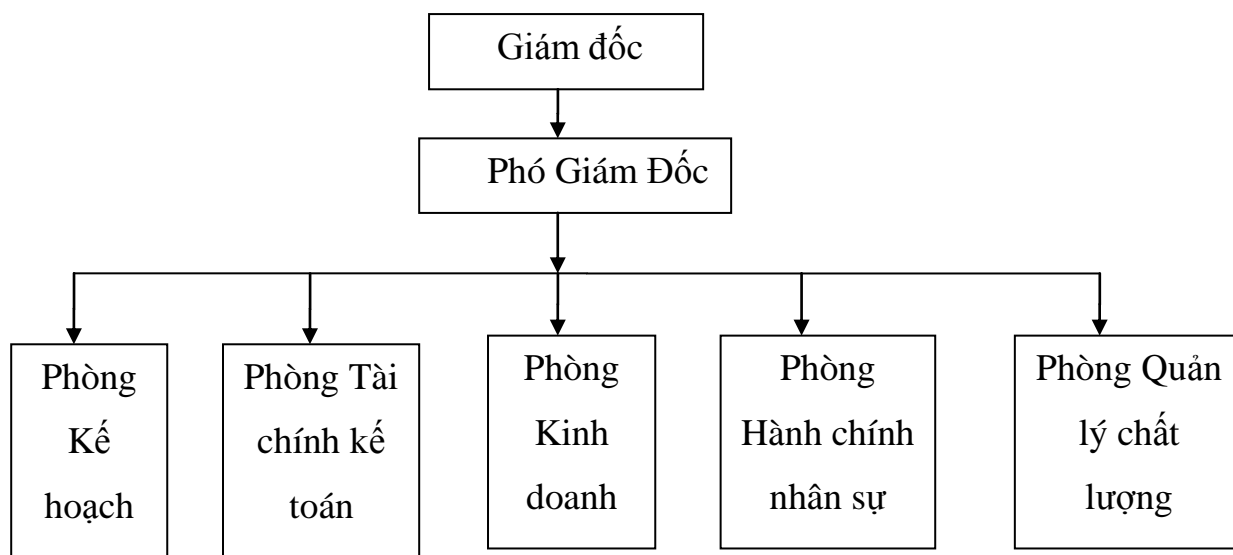 Giám đốc
Phó Giám Đốc
Phòng
Kế
hoạch
Phòng Tài
chính kế
toán
Phòng
Kinh
doanh
Phòng
Hành chính
nhân sự
Phòng Quản
lý chất
lượng